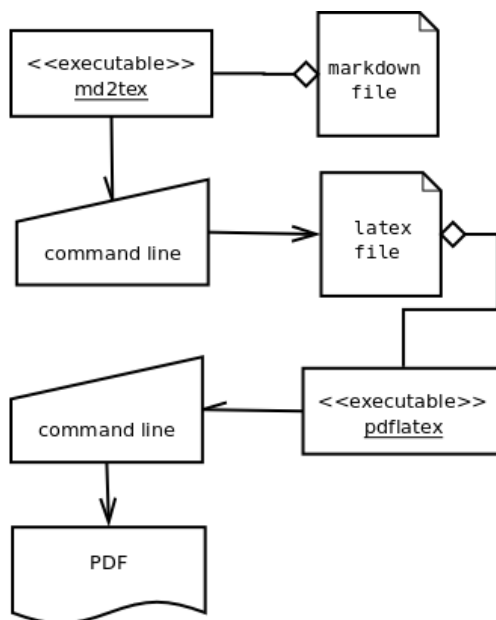 <<executable>>
md2tex
markdown
file
command line
latex
file
<<executable>>
pdflatex
command line
PDF